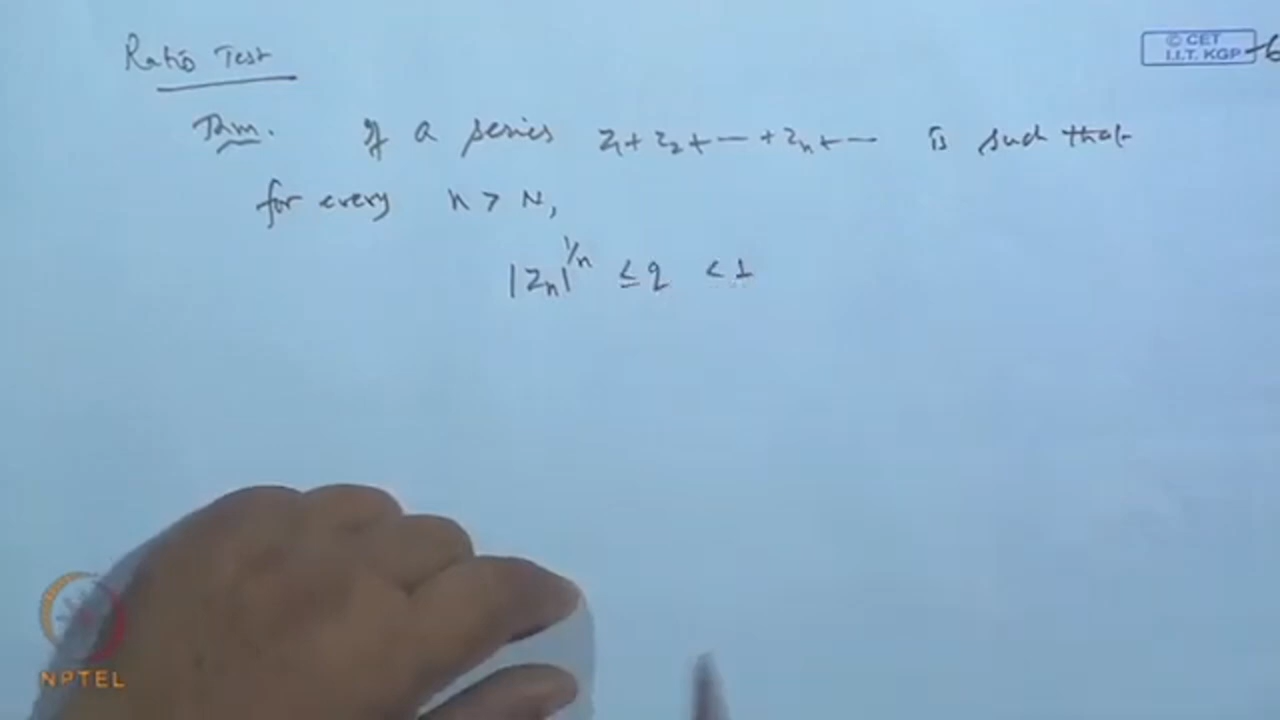 Ratio Test
© CET
I.I.T. KGP
Thm. If a series z₁ + z₂ + --- + zₙ + --- is such that
for every n > N,
|zₙ|^{1/n} ≤ q < 1
NPTEL